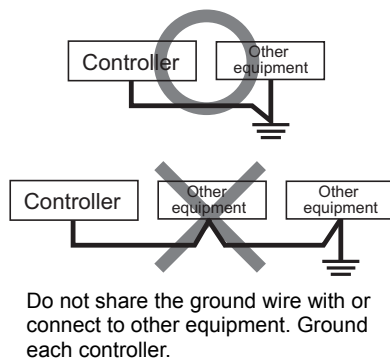 Controller
Other
equipment
Controller
Other
equipment
Other
equipment
Do not share the ground wire with or
connect to other equipment. Ground
each controller.